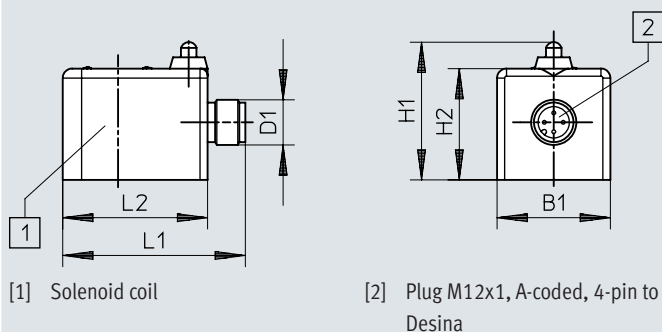 2
H1
H2
D1
1
L2
L1
B1
[1] Solenoid coil
[2] Plug M12x1, A-coded, 4-pin to
Desina